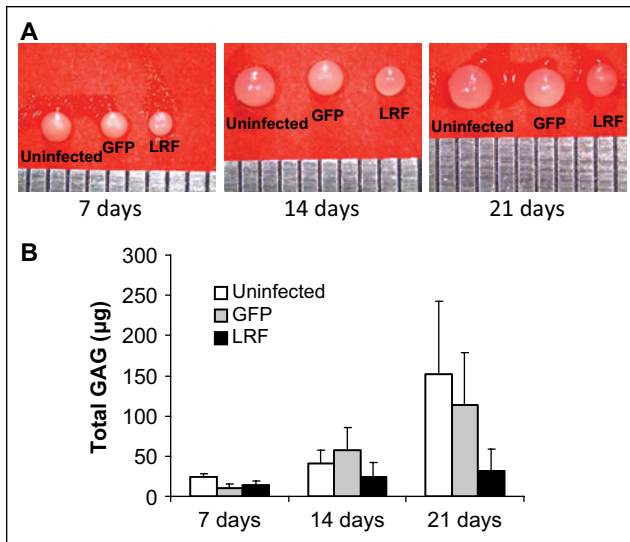 A
Uninfected
GFP
LRF
7 days
Uninfected
GFP
LRF
14 days
Uninfected
GFP
LRF
21 days
B
Total GAG (µg)
300
250
200
150
100
50
0
Uninfected
GFP
LRF
7 days
14 days
21 days